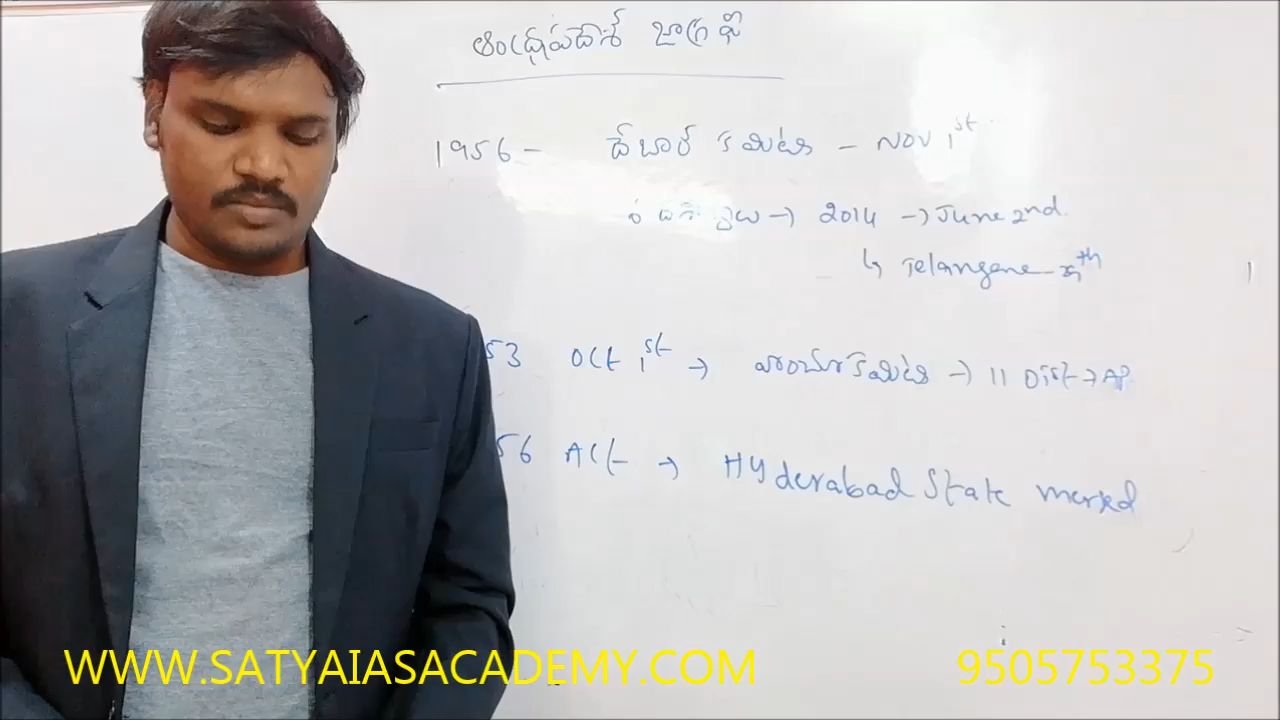 ఆంధ్రప్రదేశ్ జాగ్రఫీ
1956 - దేబార్ కమిటీ - NOV 1st
→ 2014 → June 2nd
↳ Telangana
53 Oct 1st → వాంఛూ కమిటీ → 11 Dist → AP
56 Act → Hyderabad State merged
WWW.SATYAIASACADEMY.COM 9505753375